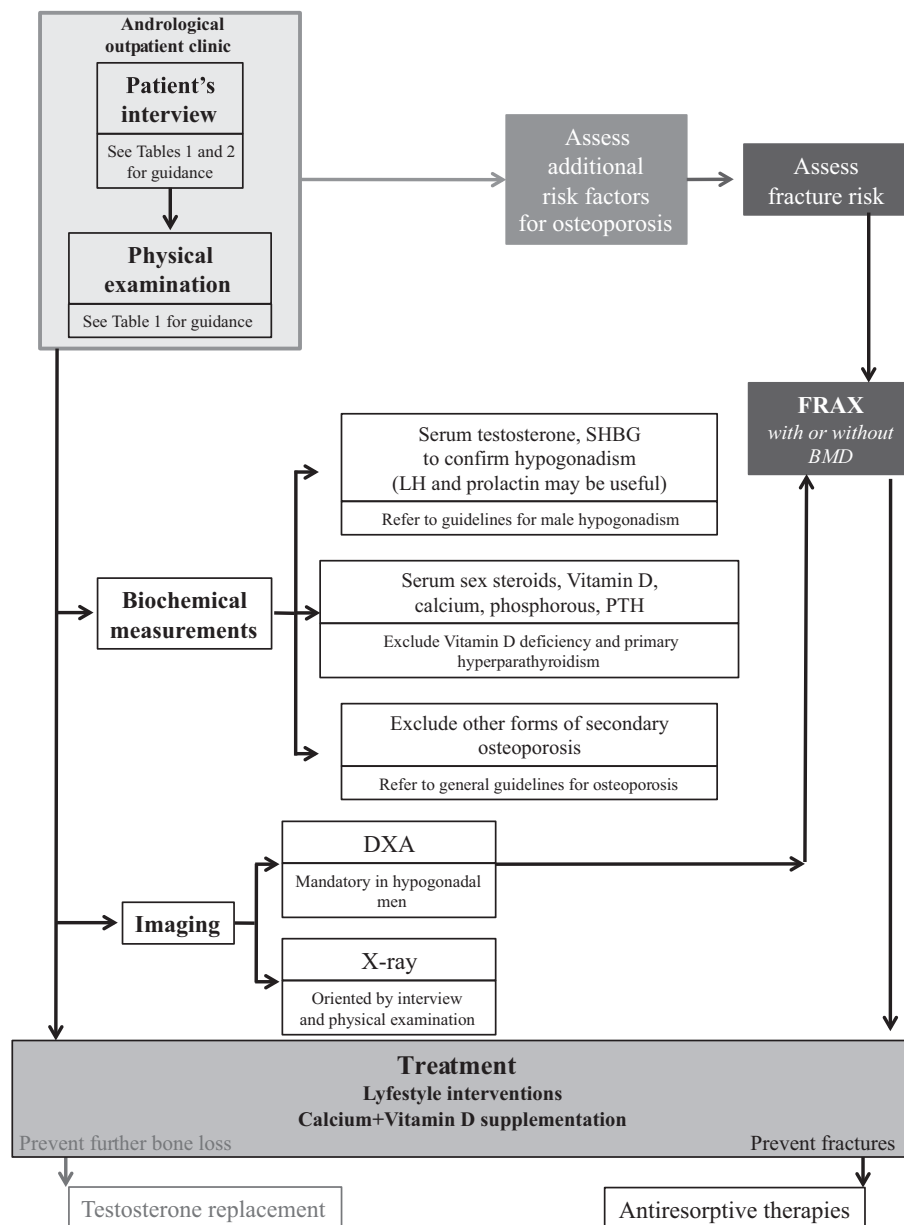 Andrological
outpatient clinic
Patient's
interview
See Tables 1 and 2
for guidance
Physical
examination
See Table 1 for guidance
Assess
additional
risk factors
for osteoporosis
Assess
fracture risk
FRAX
with or without
BMD
Serum testosterone, SHBG
to confirm hypogonadism
(LH and prolactin may be useful)
Refer to guidelines for male hypogonadism
Biochemical
measurements
Serum sex steroids, Vitamin D,
calcium, phosphorous, PTH
Exclude Vitamin D deficiency and primary
hyperparathyroidism
Exclude other forms of secondary
osteoporosis
Refer to general guidelines for osteoporosis
Imaging
DXA
Mandatory in hypogonadal
men
X-ray
Oriented by interview
and physical examination
Treatment
Lyfestyle interventions
Calcium+Vitamin D supplementation
Prevent further bone loss
Prevent fractures
Testosterone replacement
Antiresorptive therapies